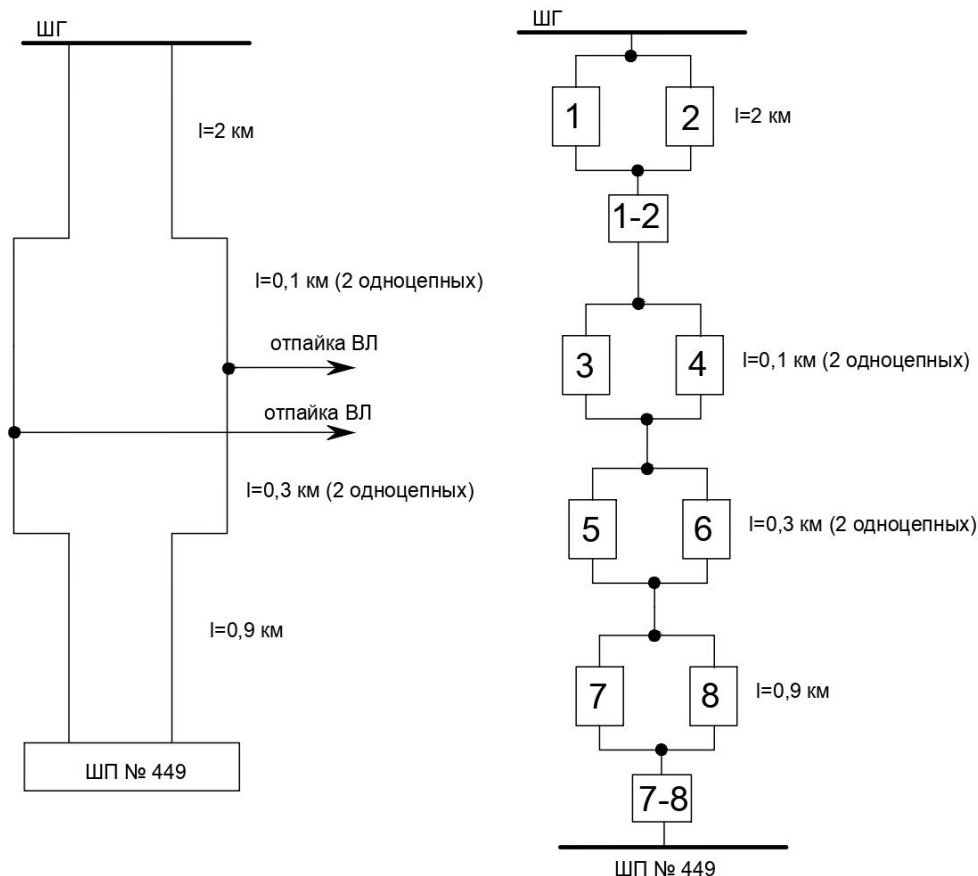 ШГ
l=2 км
l=0,1 км (2 одноцепных)
отпайка ВЛ
отпайка ВЛ
l=0,3 км (2 одноцепных)
l=0,9 км
ШП № 449
ШГ
1
2
l=2 км
1-2
3
4
l=0,1 км (2 одноцепных)
5
6
l=0,3 км (2 одноцепных)
7
8
l=0,9 км
7-8
ШП № 449